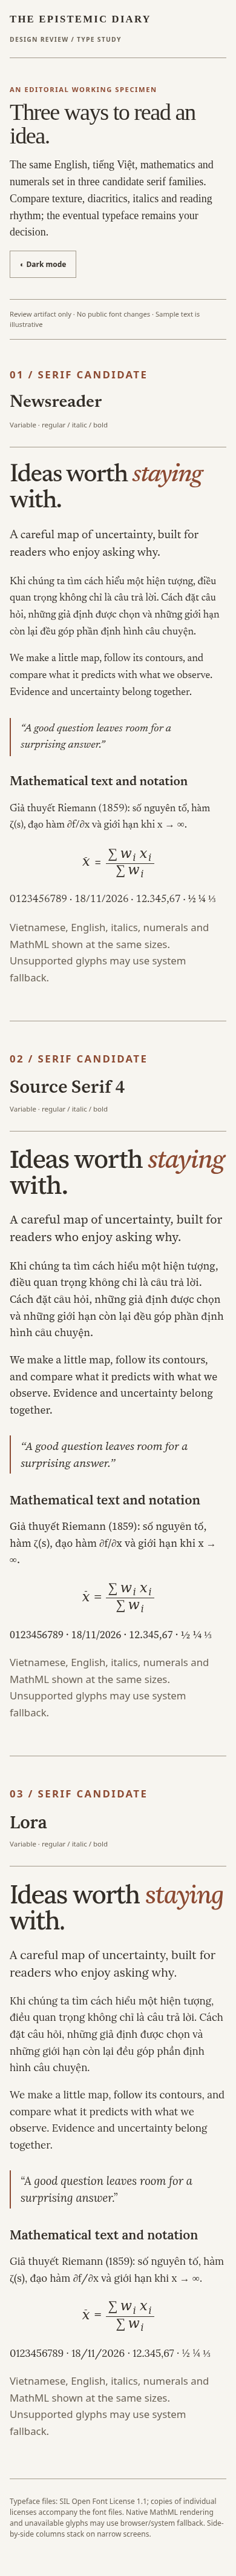 THE EPISTEMIC DIARY
DESIGN REVIEW / TYPE STUDY
AN EDITORIAL WORKING SPECIMEN
Three ways to read an
idea.
The same English, tiếng Việt, mathematics and
numerals set in three candidate serif families.
Compare texture, diacritics, italics and reading
rhythm; the eventual typeface remains your
decision.
Dark mode
Review artifact only · No public font changes · Sample text is
illustrative
01 / SERIF CANDIDATE
Newsreader
Variable · regular / italic / bold
Ideas worth staying
with.
A careful map of uncertainty, built for
readers who enjoy asking why.
Khi chúng ta tìm cách hiểu một hiện tượng, điều
quan trọng không chỉ là câu trả lời. Cách đặt câu
hỏi, những giả định được chọn và những giới hạn
còn lại đều góp phần định hình câu chuyện.
We make a little map, follow its contours, and
compare what it predicts with what we observe.
Evidence and uncertainty belong together.
“A good question leaves room for a
surprising answer.”
Mathematical text and notation
Giả thuyết Riemann (1859): số nguyên tố, hàm
ζ(s), đạo hàm ∂f/∂x và giới hạn khi x → ∞.
x̄ = ∑ wᵢ xᵢ / ∑ wᵢ
0123456789 · 18/11/2026 · 12.345,67 · ½ ¼ ⅓
Vietnamese, English, italics, numerals and
MathML shown at the same sizes.
Unsupported glyphs may use system
fallback.
02 / SERIF CANDIDATE
Source Serif 4
Variable · regular / italic / bold
Ideas worth staying
with.
A careful map of uncertainty, built for
readers who enjoy asking why.
Khi chúng ta tìm cách hiểu một hiện tượng,
điều quan trọng không chỉ là câu trả lời.
Cách đặt câu hỏi, những giả định được chọn
và những giới hạn còn lại đều góp phần định
hình câu chuyện.
We make a little map, follow its contours,
and compare what it predicts with what we
observe. Evidence and uncertainty belong
together.
“A good question leaves room for a
surprising answer.”
Mathematical text and notation
Giả thuyết Riemann (1859): số nguyên tố,
hàm ζ(s), đạo hàm ∂f/∂x và giới hạn khi x →
∞.
x̄ = ∑ wᵢ xᵢ / ∑ wᵢ
0123456789 · 18/11/2026 · 12.345,67 · ½ ¼ ⅓
Vietnamese, English, italics, numerals and
MathML shown at the same sizes.
Unsupported glyphs may use system
fallback.
03 / SERIF CANDIDATE
Lora
Variable · regular / italic / bold
Ideas worth staying
with.
A careful map of uncertainty, built for
readers who enjoy asking why.
Khi chúng ta tìm cách hiểu một hiện tượng,
điều quan trọng không chỉ là câu trả lời. Cách
đặt câu hỏi, những giả định được chọn và
những giới hạn còn lại đều góp phần định
hình câu chuyện.
We make a little map, follow its contours, and
compare what it predicts with what we
observe. Evidence and uncertainty belong
together.
“A good question leaves room for a
surprising answer.”
Mathematical text and notation
Giả thuyết Riemann (1859): số nguyên tố, hàm
ζ(s), đạo hàm ∂f/∂x và giới hạn khi x → ∞.
x̄ = ∑ wᵢ xᵢ / ∑ wᵢ
0123456789 · 18/11/2026 · 12.345,67 · ½ ¼ ⅓
Vietnamese, English, italics, numerals and
MathML shown at the same sizes.
Unsupported glyphs may use system
fallback.
Typeface files: SIL Open Font License 1.1; copies of individual
licenses accompany the font files. Native MathML rendering
and unavailable glyphs may use browser/system fallback. Side-
by-side columns stack on narrow screens.